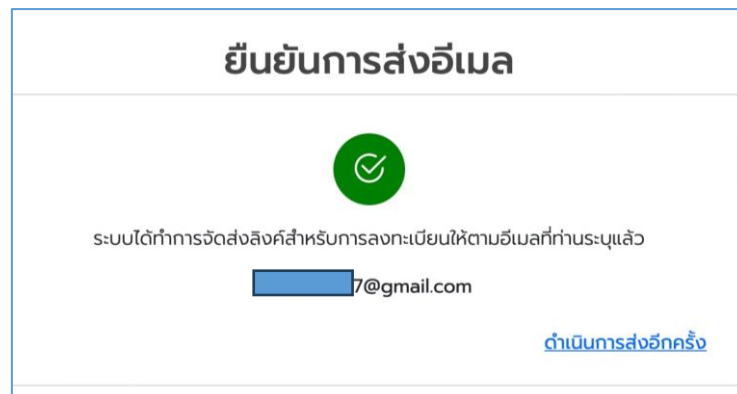 ยืนยันการส่งอีเมล
ระบบได้ทำการจัดส่งลิงค์สำหรับการลงทะเบียนให้ตามอีเมลที่ท่านระบุแล้ว
7@gmail.com
ดำเนินการส่งอีกครั้ง